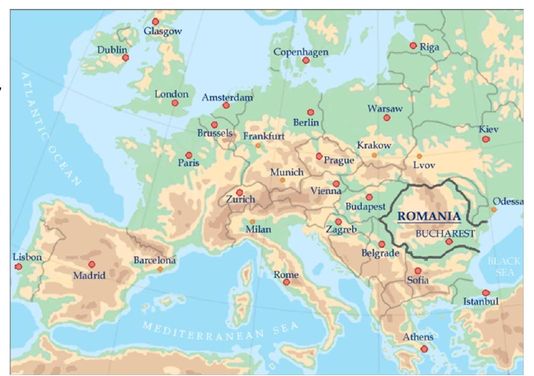 Glasgow
Dublin
Copenhagen
Riga
London
Amsterdam
Berlin
Warsaw
Brussels
Frankfurt
Kiev
Paris
Prague
Krakow
Lvov
Munich
Vienna
Zurich
Budapest
ROMANIA
Odessa
Milan
Zagreb
BUCHAREST
Lisbon
Madrid
Barcelona
Rome
Belgrade
Sofia
BLACK
SEA
Istanbul
Athens
ATLANTIC OCEAN
MEDITERRANEAN SEA